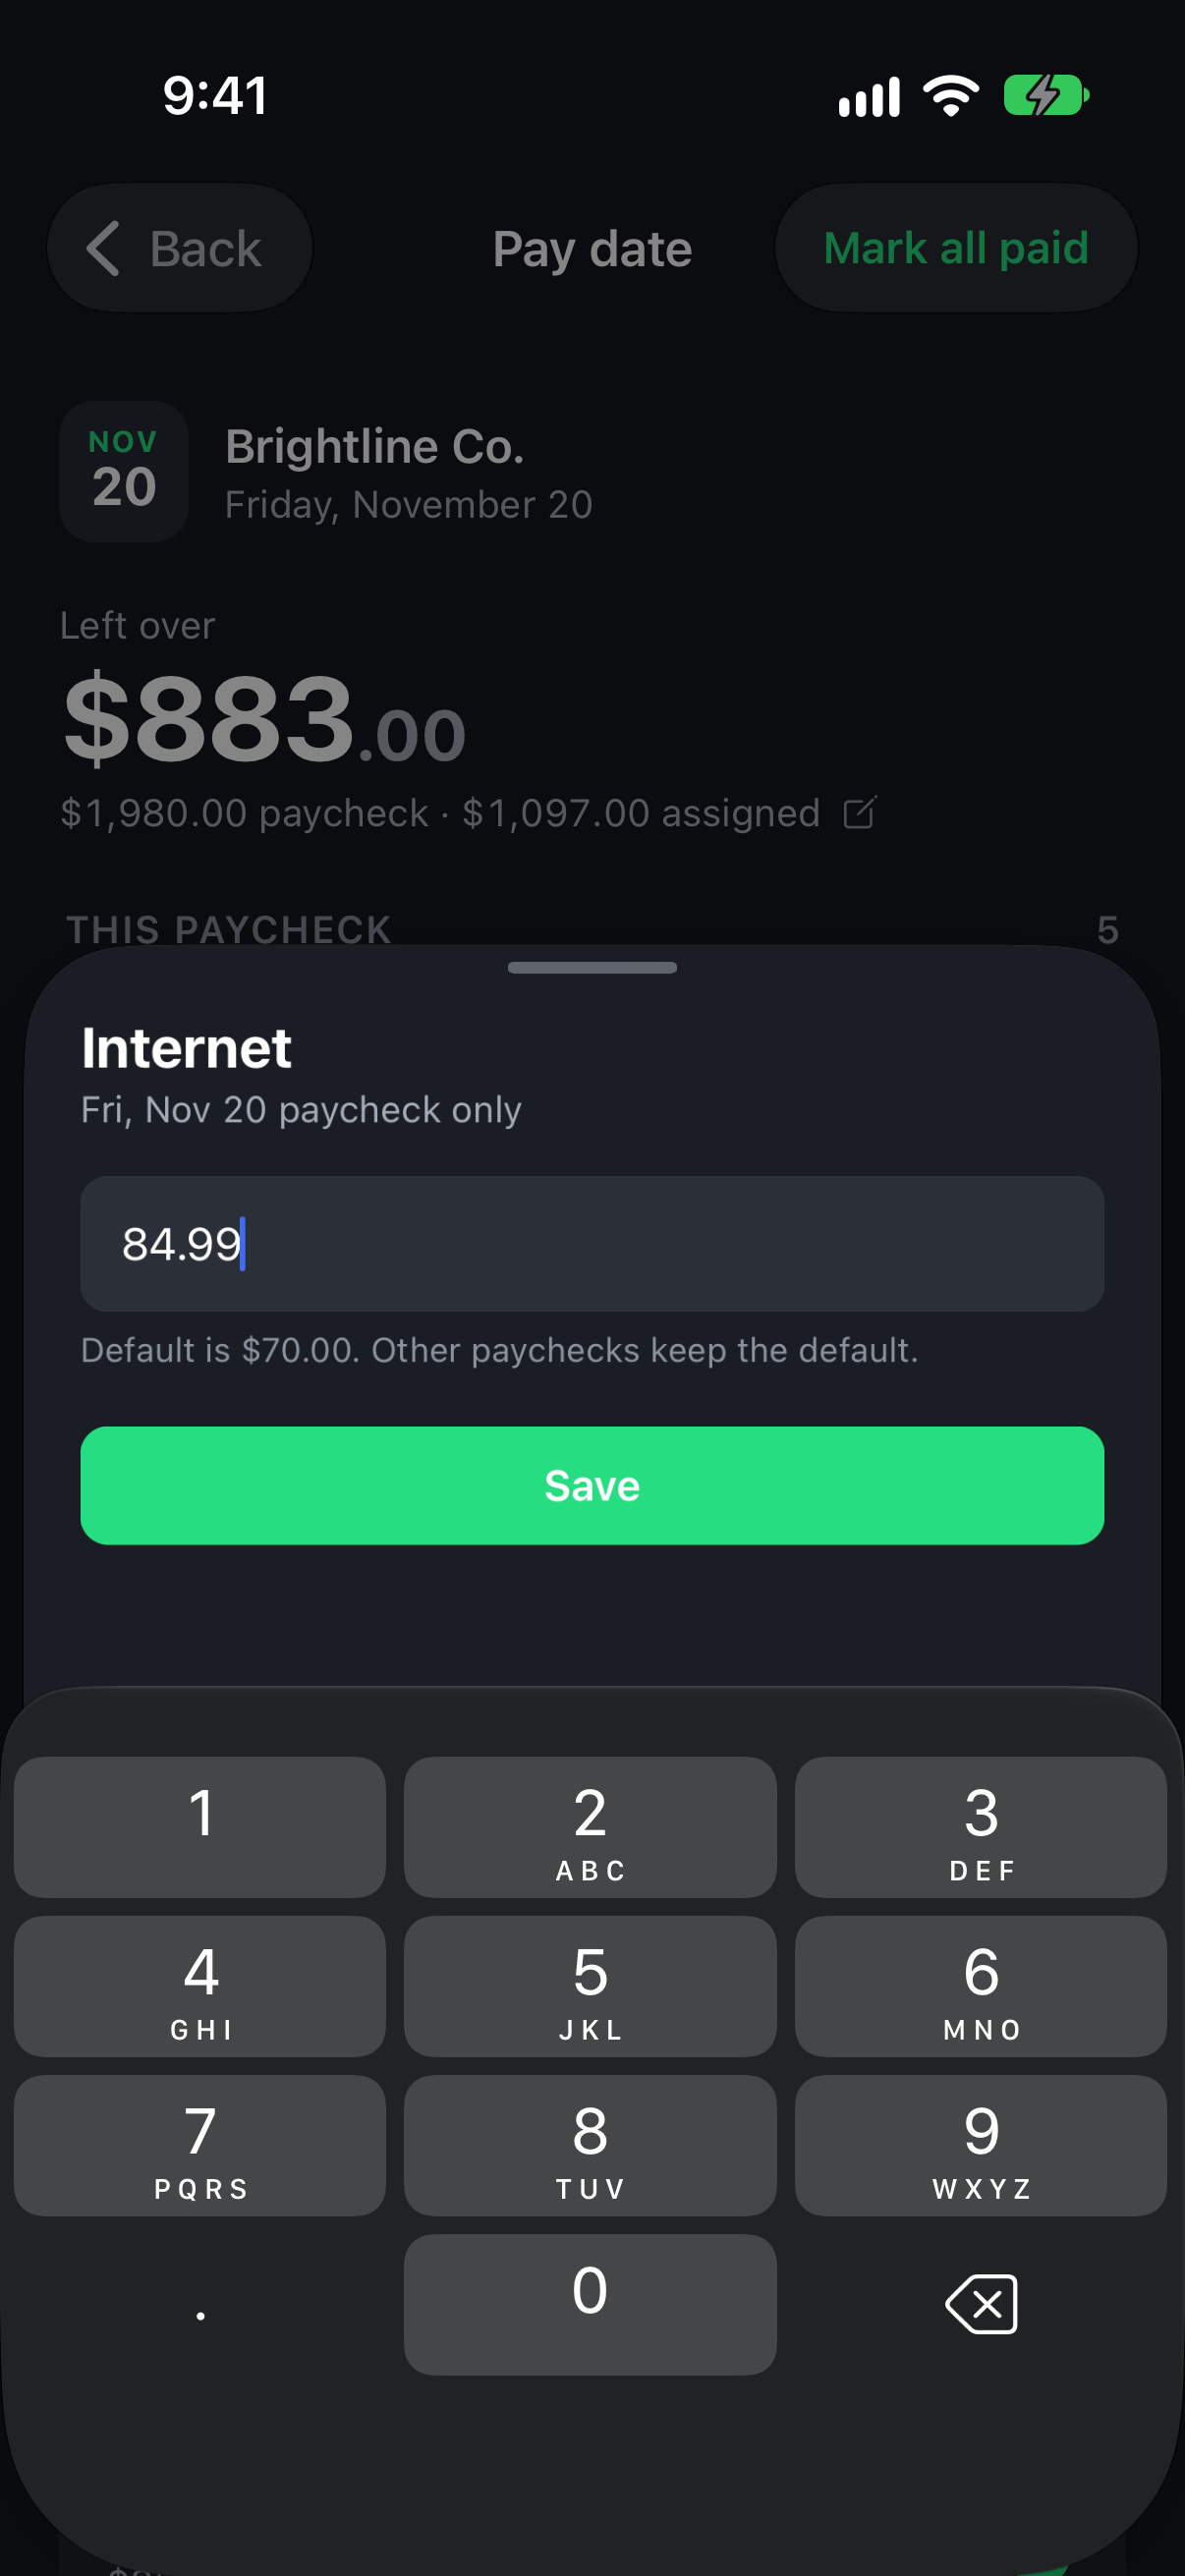 9:41
Back
Pay date
Mark all paid
NOV
20
Brightline Co.
Friday, November 20
Left over
$883.00
$1,980.00 paycheck · $1,097.00 assigned
THIS PAYCHECK
5
Internet
Fri, Nov 20 paycheck only
84.99
Default is $70.00. Other paychecks keep the default.
Save
1
2
ABC
3
DEF
4
GHI
5
JKL
6
MNO
7
PQRS
8
TUV
9
WXYZ
.
0